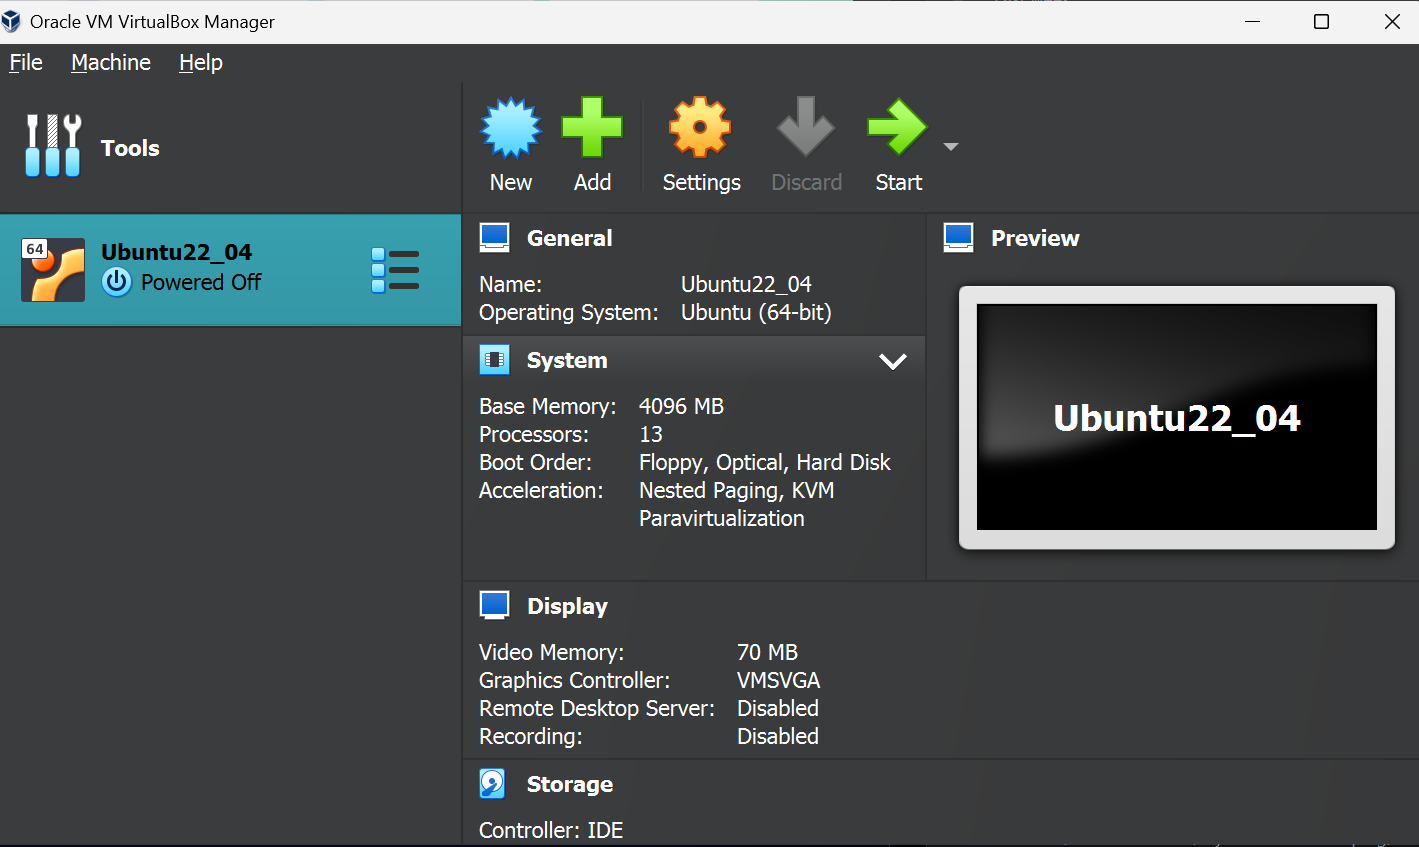 Oracle VM VirtualBox Manager
File Machine Help
Tools
New Add Settings Discard Start
64
Ubuntu22_04
Powered Off
General
Name: Ubuntu22_04
Operating System: Ubuntu (64-bit)
System
Base Memory: 4096 MB
Processors: 13
Boot Order: Floppy, Optical, Hard Disk
Acceleration: Nested Paging, KVM
Paravirtualization
Preview
Ubuntu22_04
Display
Video Memory: 70 MB
Graphics Controller: VMSVGA
Remote Desktop Server: Disabled
Recording: Disabled
Storage
Controller: IDE